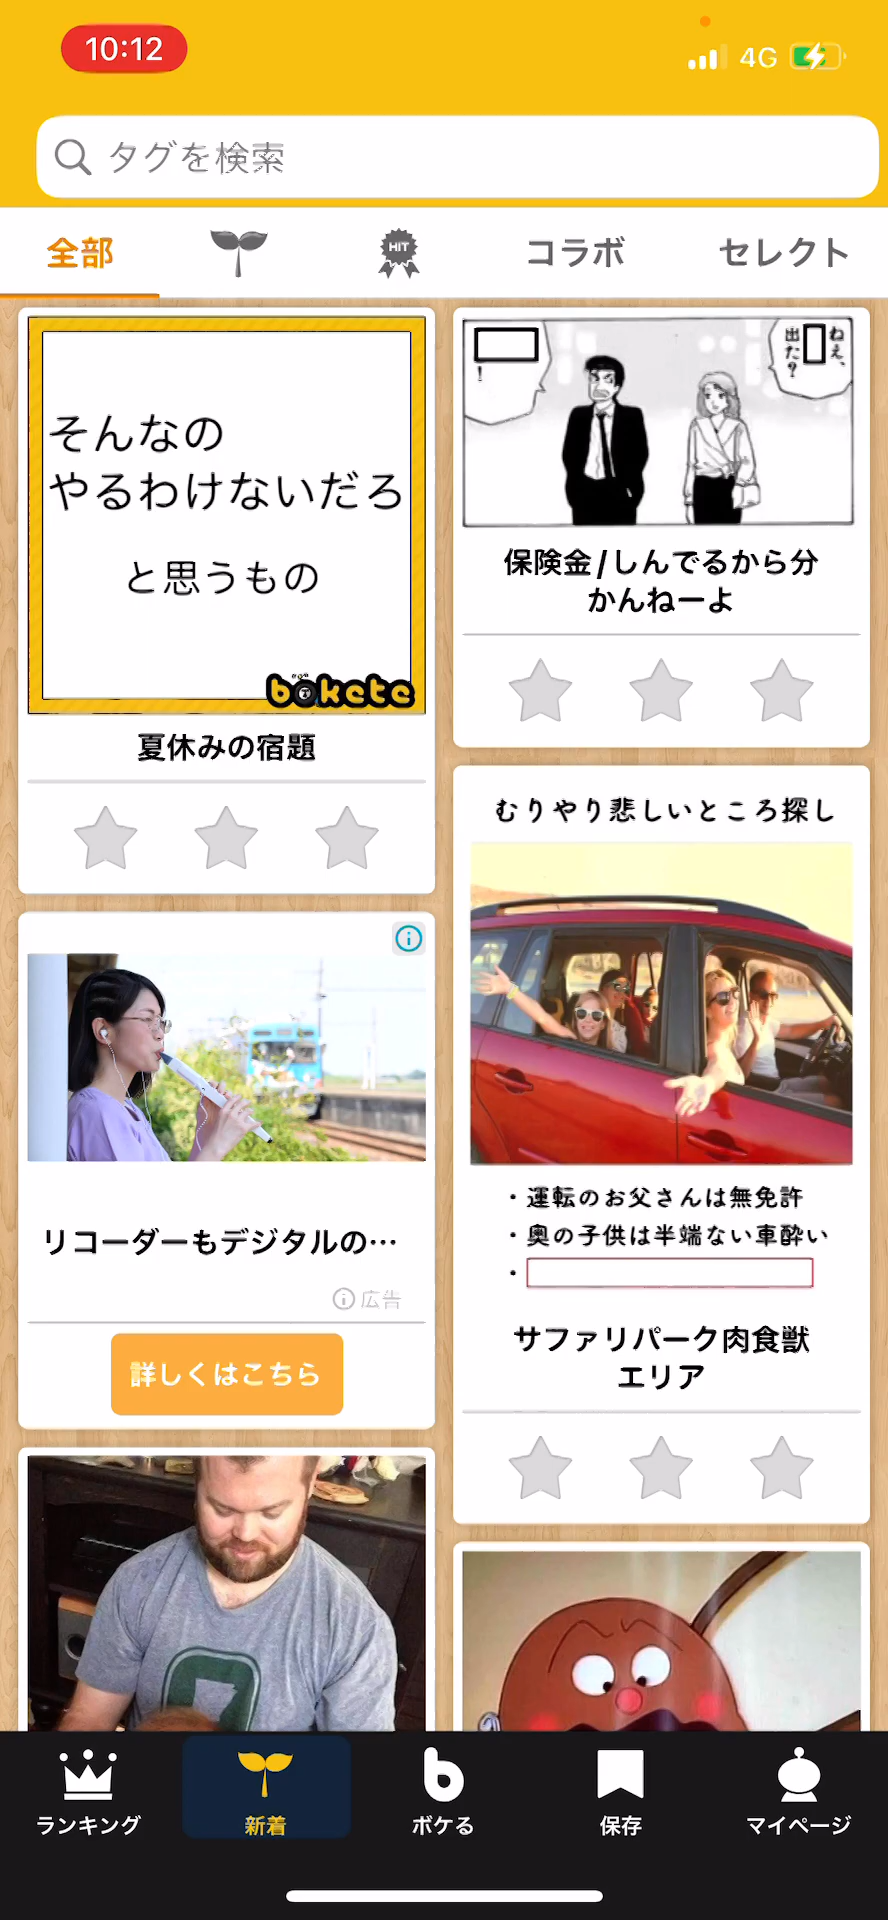 10:12
4G
タグを検索
全部
HIT
コラボ
セレクト
そんなの
やるわけないだろ
と思うもの
bokete
夏休みの宿題
！
ねえ、
出た？
保険金/しんでるから分
かんねーよ
むりやり悲しいところ探し
・運転のお父さんは無免許
・奥の子供は半端ない車酔い
・
サファリパーク肉食獣
エリア
リコーダーもデジタルの…
広告
詳しくはこちら
ランキング
新着
ボケる
保存
マイページ